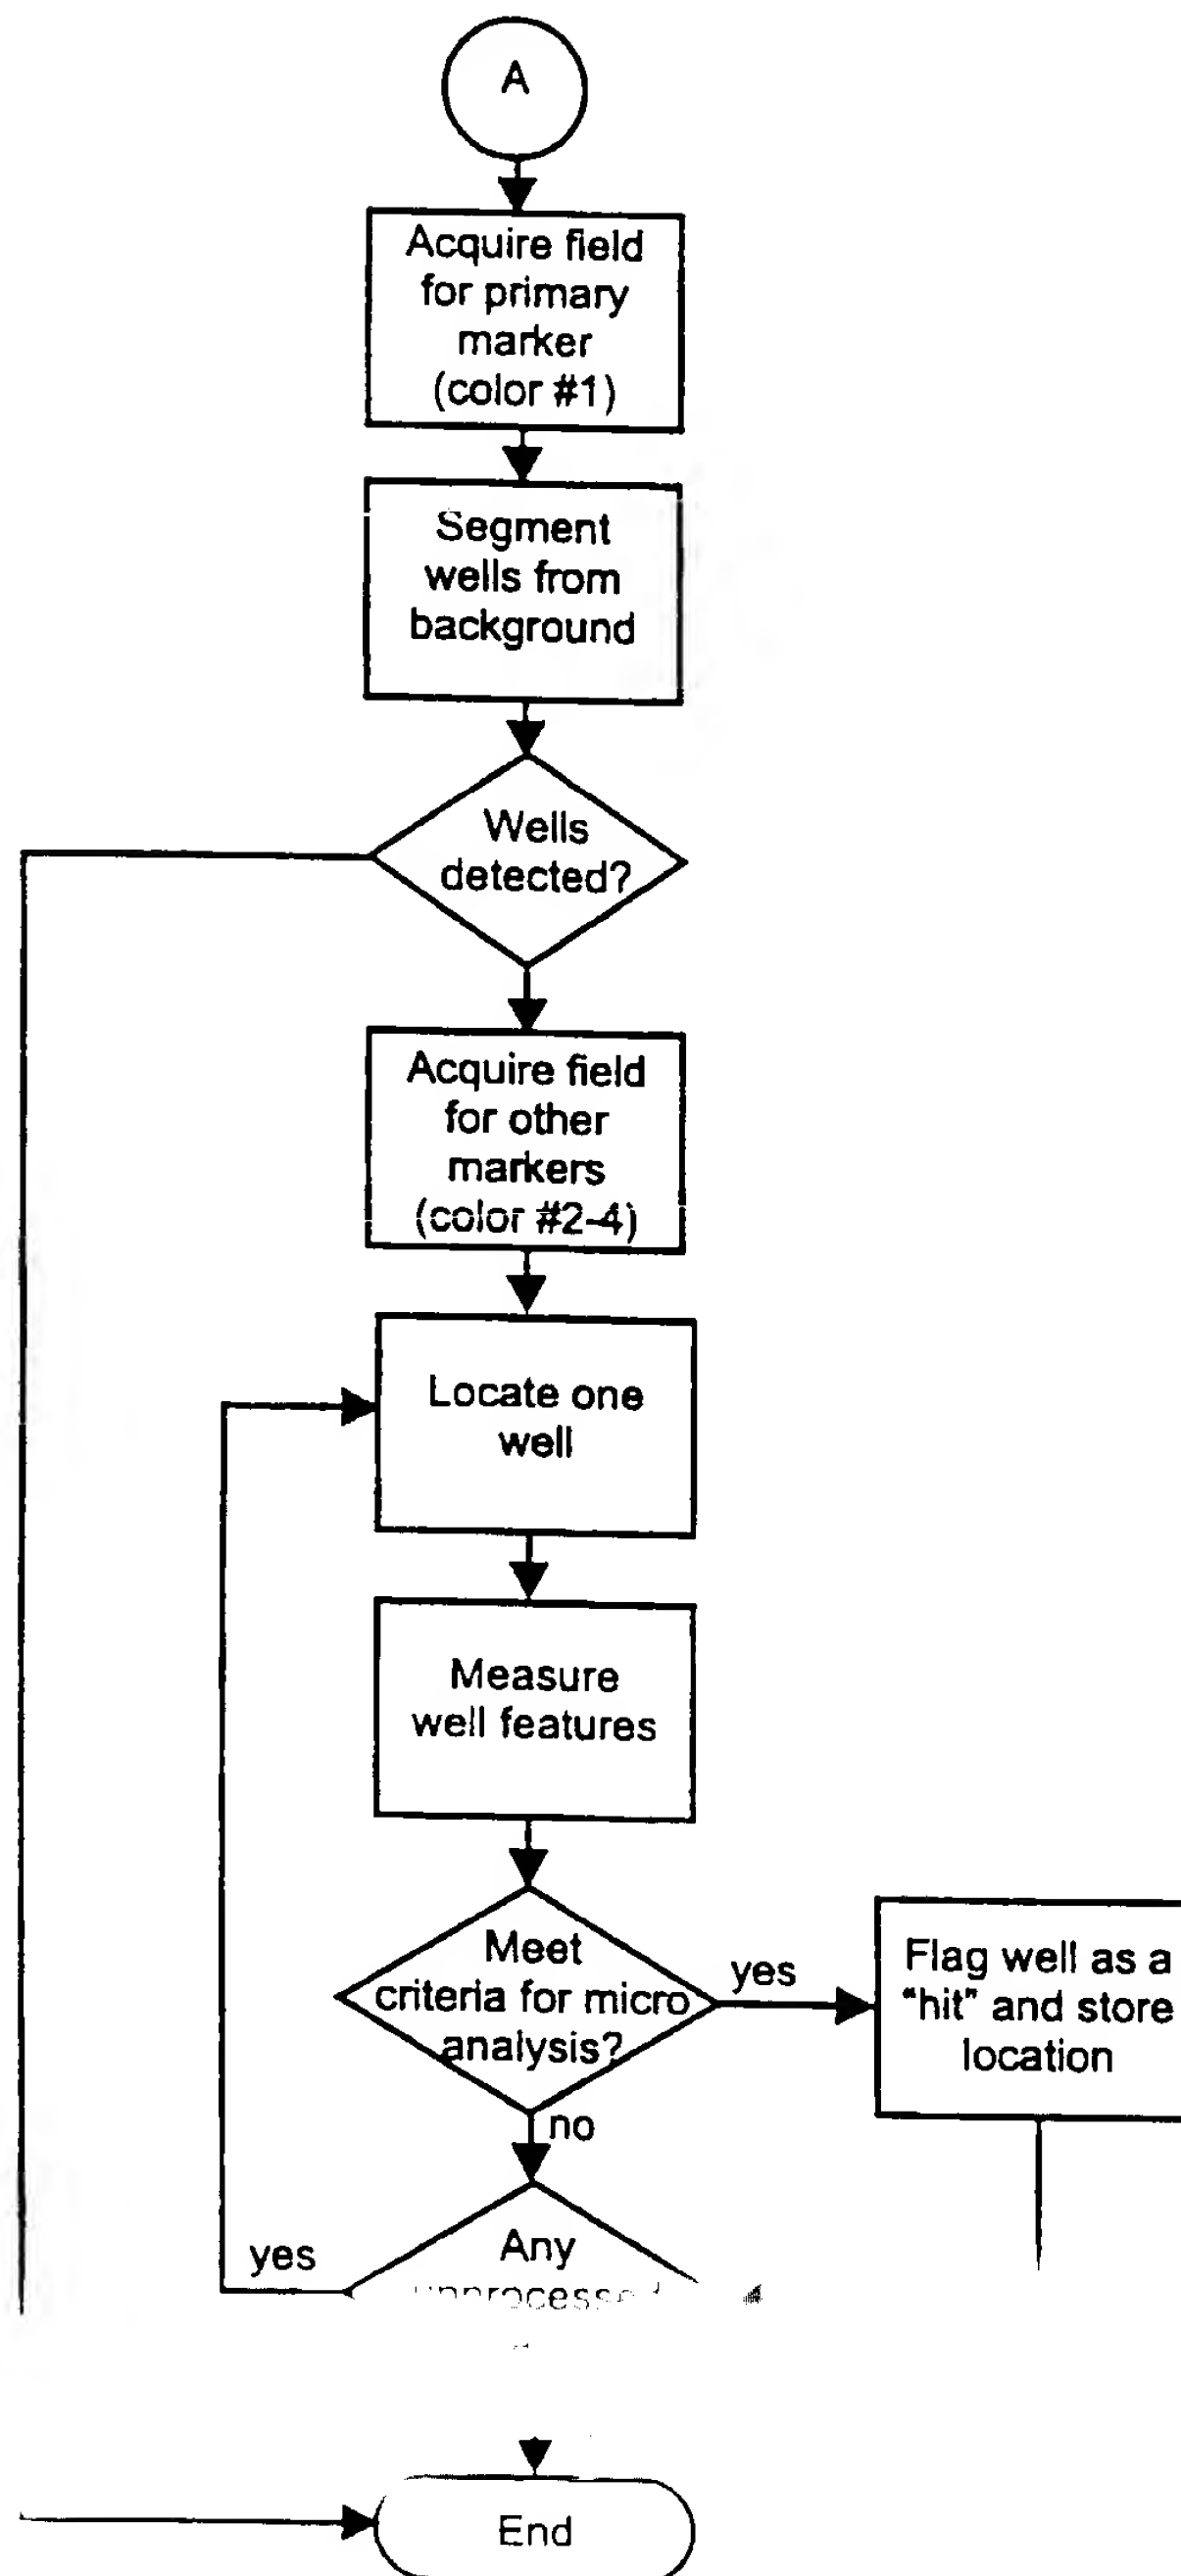 A
Acquire field
for primary
marker
(color #1)
Segment
wells from
background
Wells
detected?
Acquire field
for other
markers
(color #2-4)
Locate one
well
Measure
well features
Meet
criteria for micro
analysis?
yes
Flag well as a
"hit" and store
location
no
Any
yes
unprocessed
End